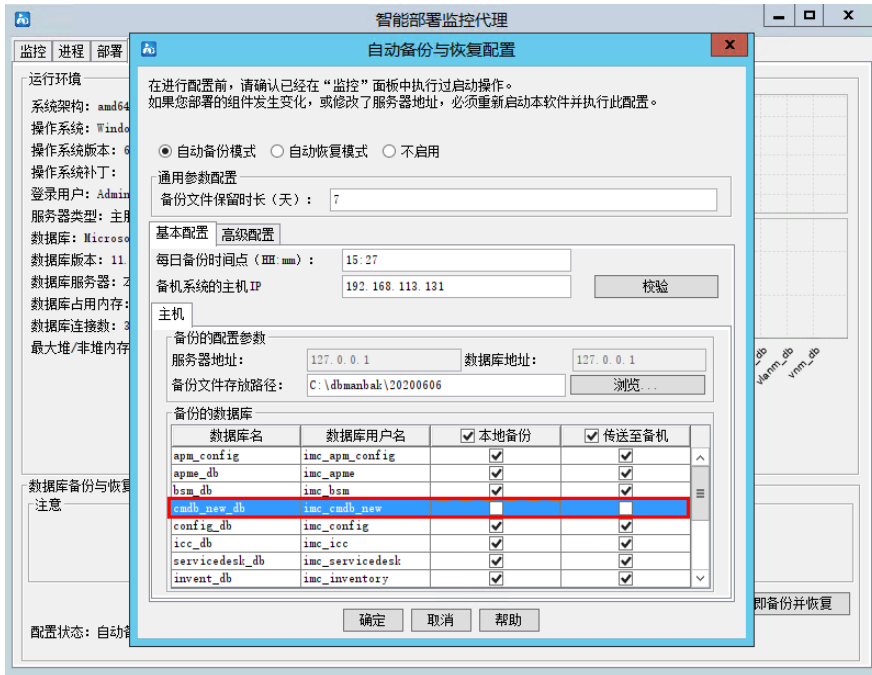 智能部署监控代理
监控 进程 部署
运行环境
系统架构: amd64
操作系统: Windo
操作系统版本: 6
操作系统补丁:
登录用户: Admin
服务器类型: 主
数据库: Microso
数据库版本: 11.
数据库服务器:
数据库占用内存:
数据库连接数: 3
最大堆/非堆内存
vlanm_db vnm_db
数据库备份与恢复
注意
即备份并恢复
配置状态: 自动
自动备份与恢复配置
在进行配置前，请确认已经在“监控”面板中执行过启动操作。
如果您部署的组件发生变化，或修改了服务器地址，必须重新启动本软件并执行此配置。
自动备份模式 自动恢复模式 不启用
通用参数配置
备份文件保留时长（天）: 7
基本配置 高级配置
每日备份时间点（HH:mm）: 15:27
备机系统的主机IP 192.168.113.131 校验
主机
备份的配置参数
服务器地址: 127.0.0.1 数据库地址: 127.0.0.1
备份文件存放路径: C:\dbmanbak\20200606 浏览...
备份的数据库
数据库名 数据库用户名 本地备份 传送至备机
apm_config imc_apm_config
apme_db imc_apme
bsm_db imc_bsm
cmdb_new_db imc_cmdb_new
config_db imc_config
icc_db imc_icc
servicedesk_db imc_servicedesk
invent_db imc_inventory
确定 取消 帮助